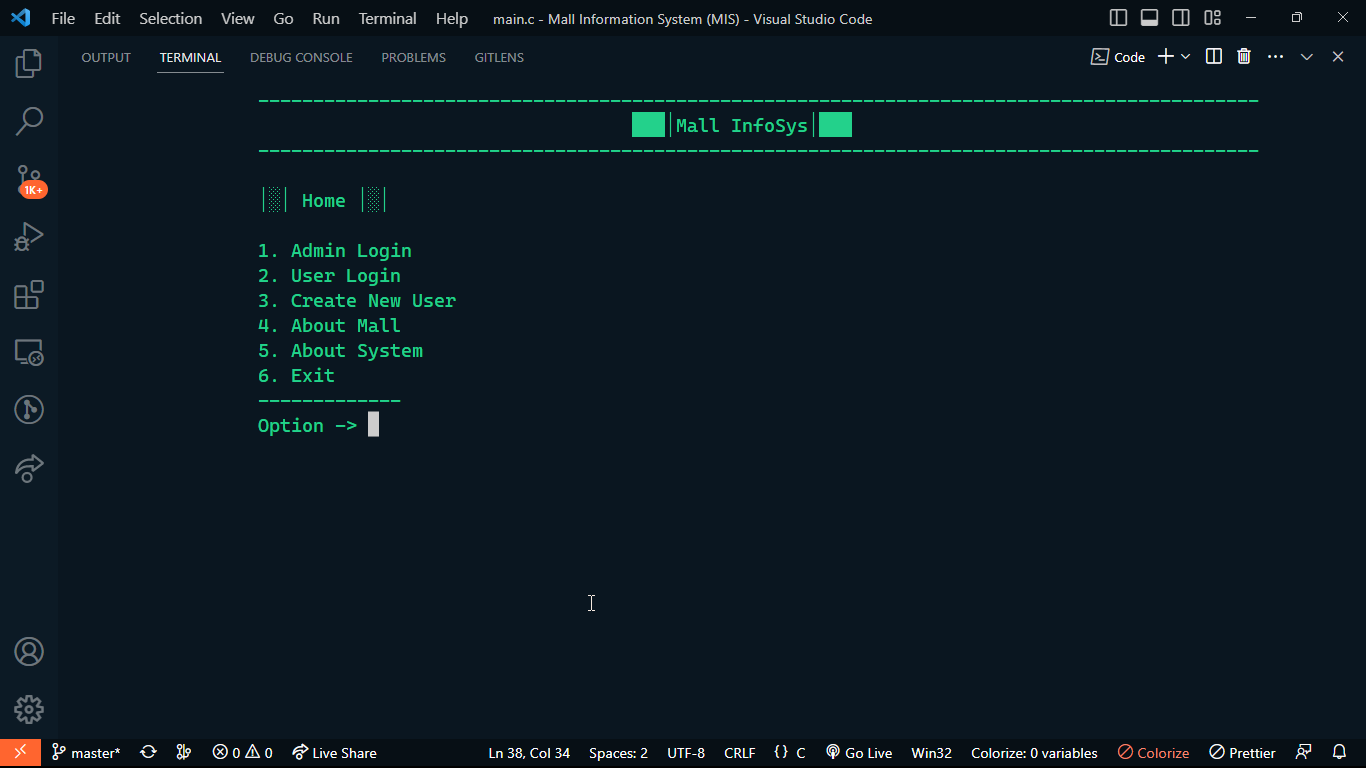 File Edit Selection View Go Run Terminal Help main.c - Mall Information System (MIS) - Visual Studio Code
OUTPUT TERMINAL DEBUG CONSOLE PROBLEMS GITLENS Code
Mall InfoSys
1K+
Home
1. Admin Login
2. User Login
3. Create New User
4. About Mall
5. About System
6. Exit
-------------
Option ->
master* 0 0 Live Share Ln 38, Col 34 Spaces: 2 UTF-8 CRLF {} C Go Live Win32 Colorize: 0 variables Colorize Prettier